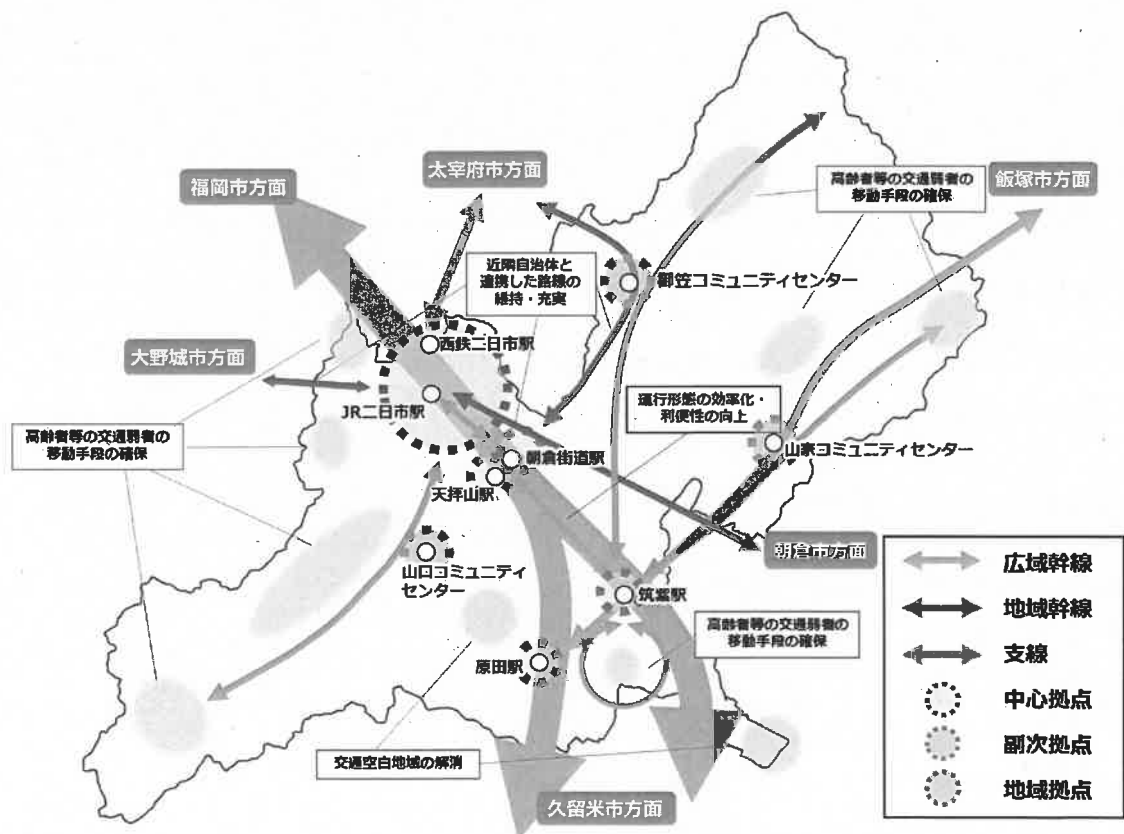 福岡市方面
太宰府市方面
高齢者等の交通弱者の
移動手段の確保
飯塚市方面
近隣自治体と
連携した路線の
維持・充実
御笠コミュニティセンター
西鉄二日市駅
大野城市方面
JR二日市駅
運行形態の効率化・
利便性の向上
高齢者等の交通弱者の
移動手段の確保
朝倉街道駅
山家コミュニティセンター
天拝山駅
朝倉市方面
山口コミュニティ
センター
筑紫駅
高齢者等の交通弱者の
移動手段の確保
原田駅
交通空白地域の解消
久留米市方面
広域幹線
地域幹線
支線
中心拠点
副次拠点
地域拠点